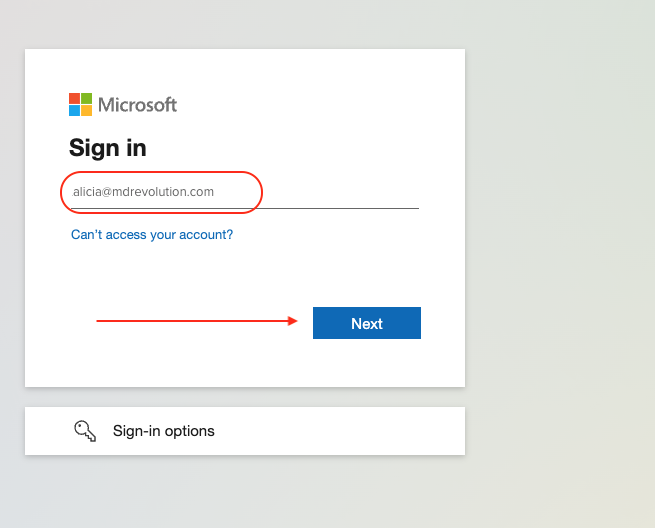 Microsoft
Sign in
alicia@mdrevolution.com
Can't access your account?
Next
Sign-in options